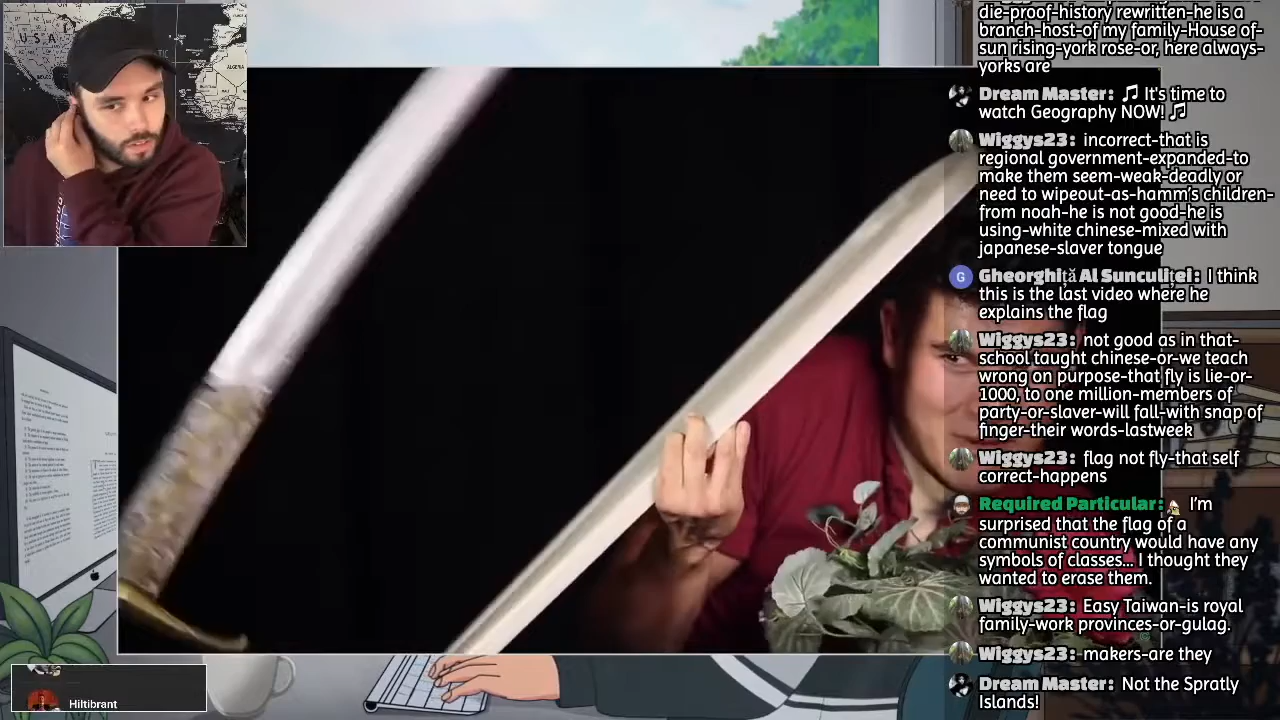 U S A
ALGERIA
die-proof-history rewritten-he is a
branch-host-of my family-House of-
sun rising-york rose-or, here always-
yorks are
Dream Master: 🎵 It's time to
watch Geography NOW! 🎵
Wiggys23: incorrect-that is
regional government-expanded-to
make them seem-weak-deadly or
need to wipeout-as-hamm's children-
from noah-he is not good-he is
using-white chinese-mixed with
japanese-slaver tongue
G
Gheorghiță Al Sunculiței: I think
this is the last video where he
explains the flag
Wiggys23: not good as in that-
school taught chinese-or-we teach
wrong on purpose-that fly is lie-or-
1000, to one million-members of
party-or-slaver-will fall-with snap of
finger-their words-lastweek
Wiggys23: flag not fly-that self
correct-happens
Required Particular: I'm
surprised that the flag of a
communist country would have any
symbols of classes... I thought they
wanted to erase them.
Wiggys23: Easy Taiwan-is royal
family-work provinces-or-gulag.
Wiggys23: makers-are they
Dream Master: Not the Spratly
Islands!
Hiltibrant